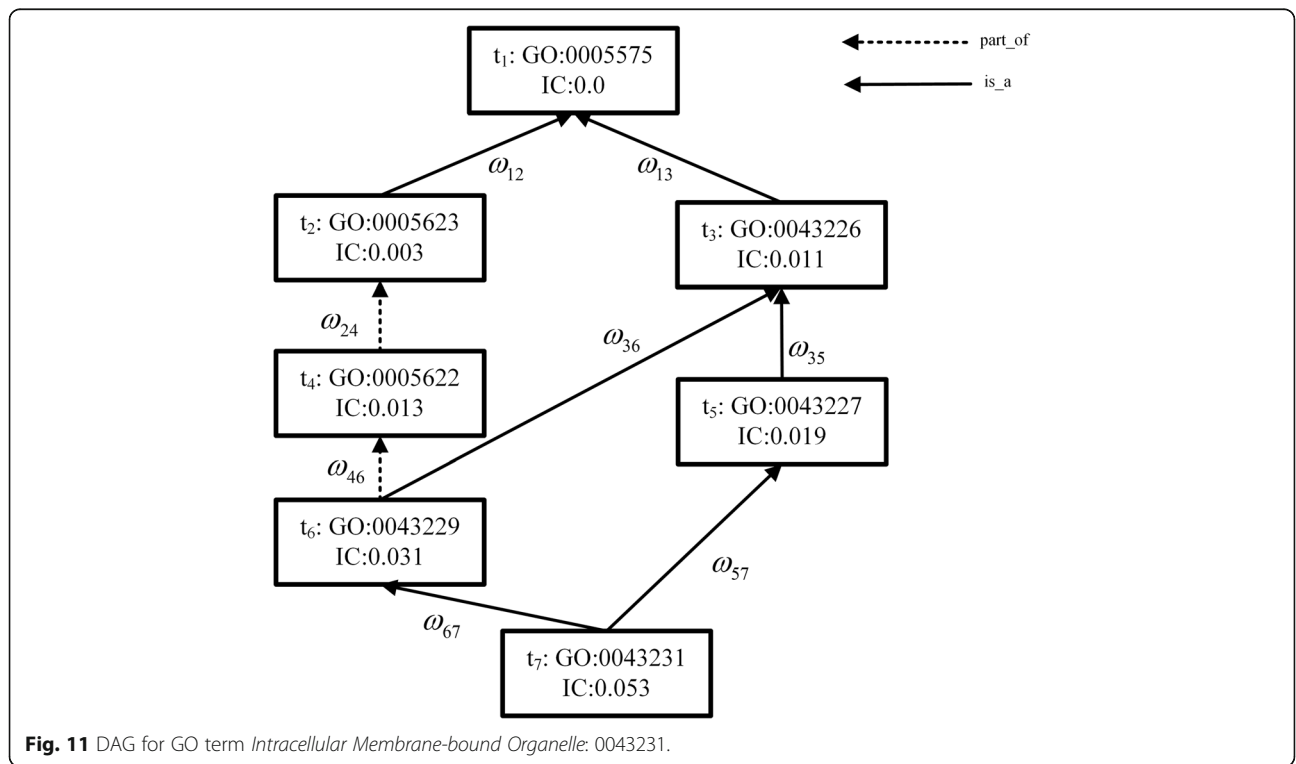 t₁: GO:0005575
IC:0.0
part_of
is_a
ω₁₂
ω₁₃
t₂: GO:0005623
IC:0.003
t₃: GO:0043226
IC:0.011
ω₂₄
ω₃₆
ω₃₅
t₄: GO:0005622
IC:0.013
t₅: GO:0043227
IC:0.019
ω₄₆
t₆: GO:0043229
IC:0.031
ω₅₇
ω₆₇
t₇: GO:0043231
IC:0.053
Fig. 11 DAG for GO term Intracellular Membrane-bound Organelle: 0043231.